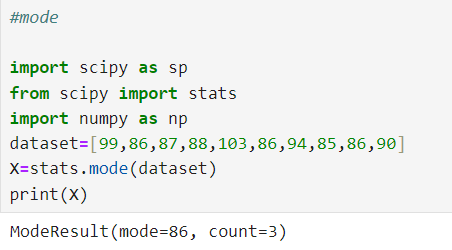 #mode
import scipy as sp
from scipy import stats
import numpy as np
dataset=[99,86,87,88,103,86,94,85,86,90]
X=stats.mode(dataset)
print(X)
ModeResult(mode=86, count=3)